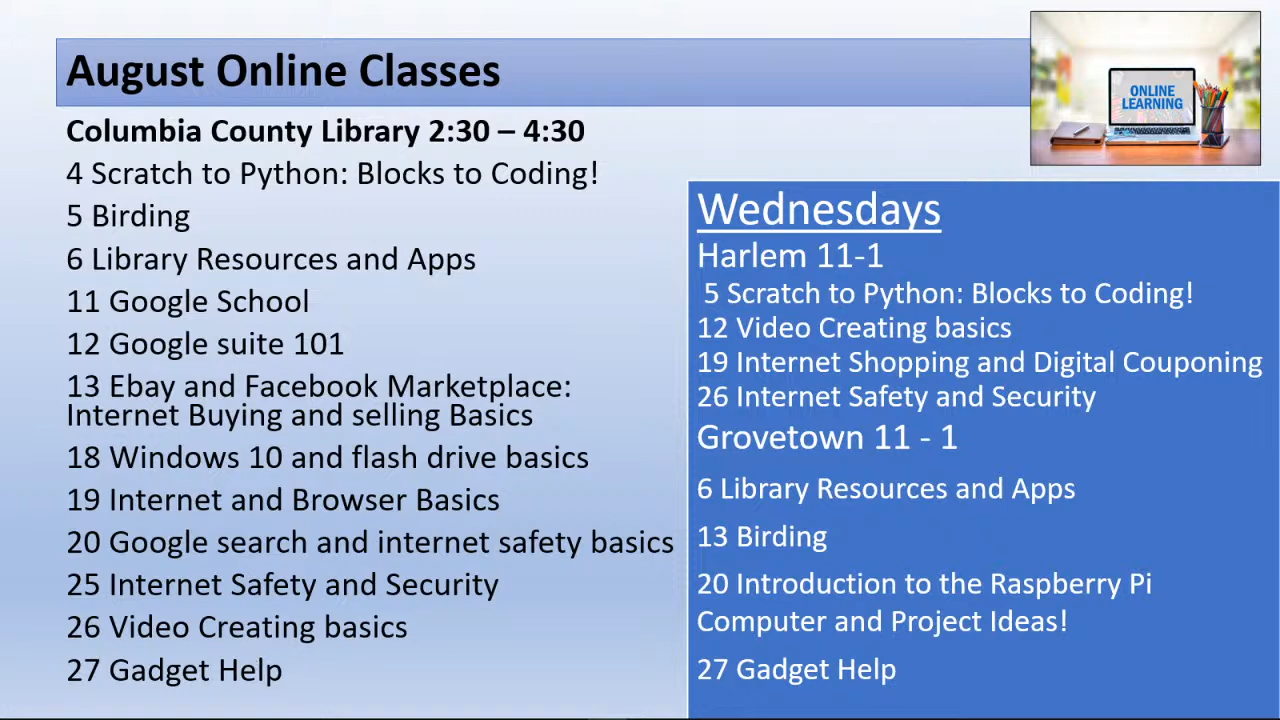 August Online Classes
ONLINE
LEARNING
Columbia County Library 2:30 – 4:30
4 Scratch to Python: Blocks to Coding!
5 Birding
6 Library Resources and Apps
11 Google School
12 Google suite 101
13 Ebay and Facebook Marketplace:
Internet Buying and selling Basics
18 Windows 10 and flash drive basics
19 Internet and Browser Basics
20 Google search and internet safety basics
25 Internet Safety and Security
26 Video Creating basics
27 Gadget Help
Wednesdays
Harlem 11-1
5 Scratch to Python: Blocks to Coding!
12 Video Creating basics
19 Internet Shopping and Digital Couponing
26 Internet Safety and Security
Grovetown 11 - 1
6 Library Resources and Apps
13 Birding
20 Introduction to the Raspberry Pi
Computer and Project Ideas!
27 Gadget Help